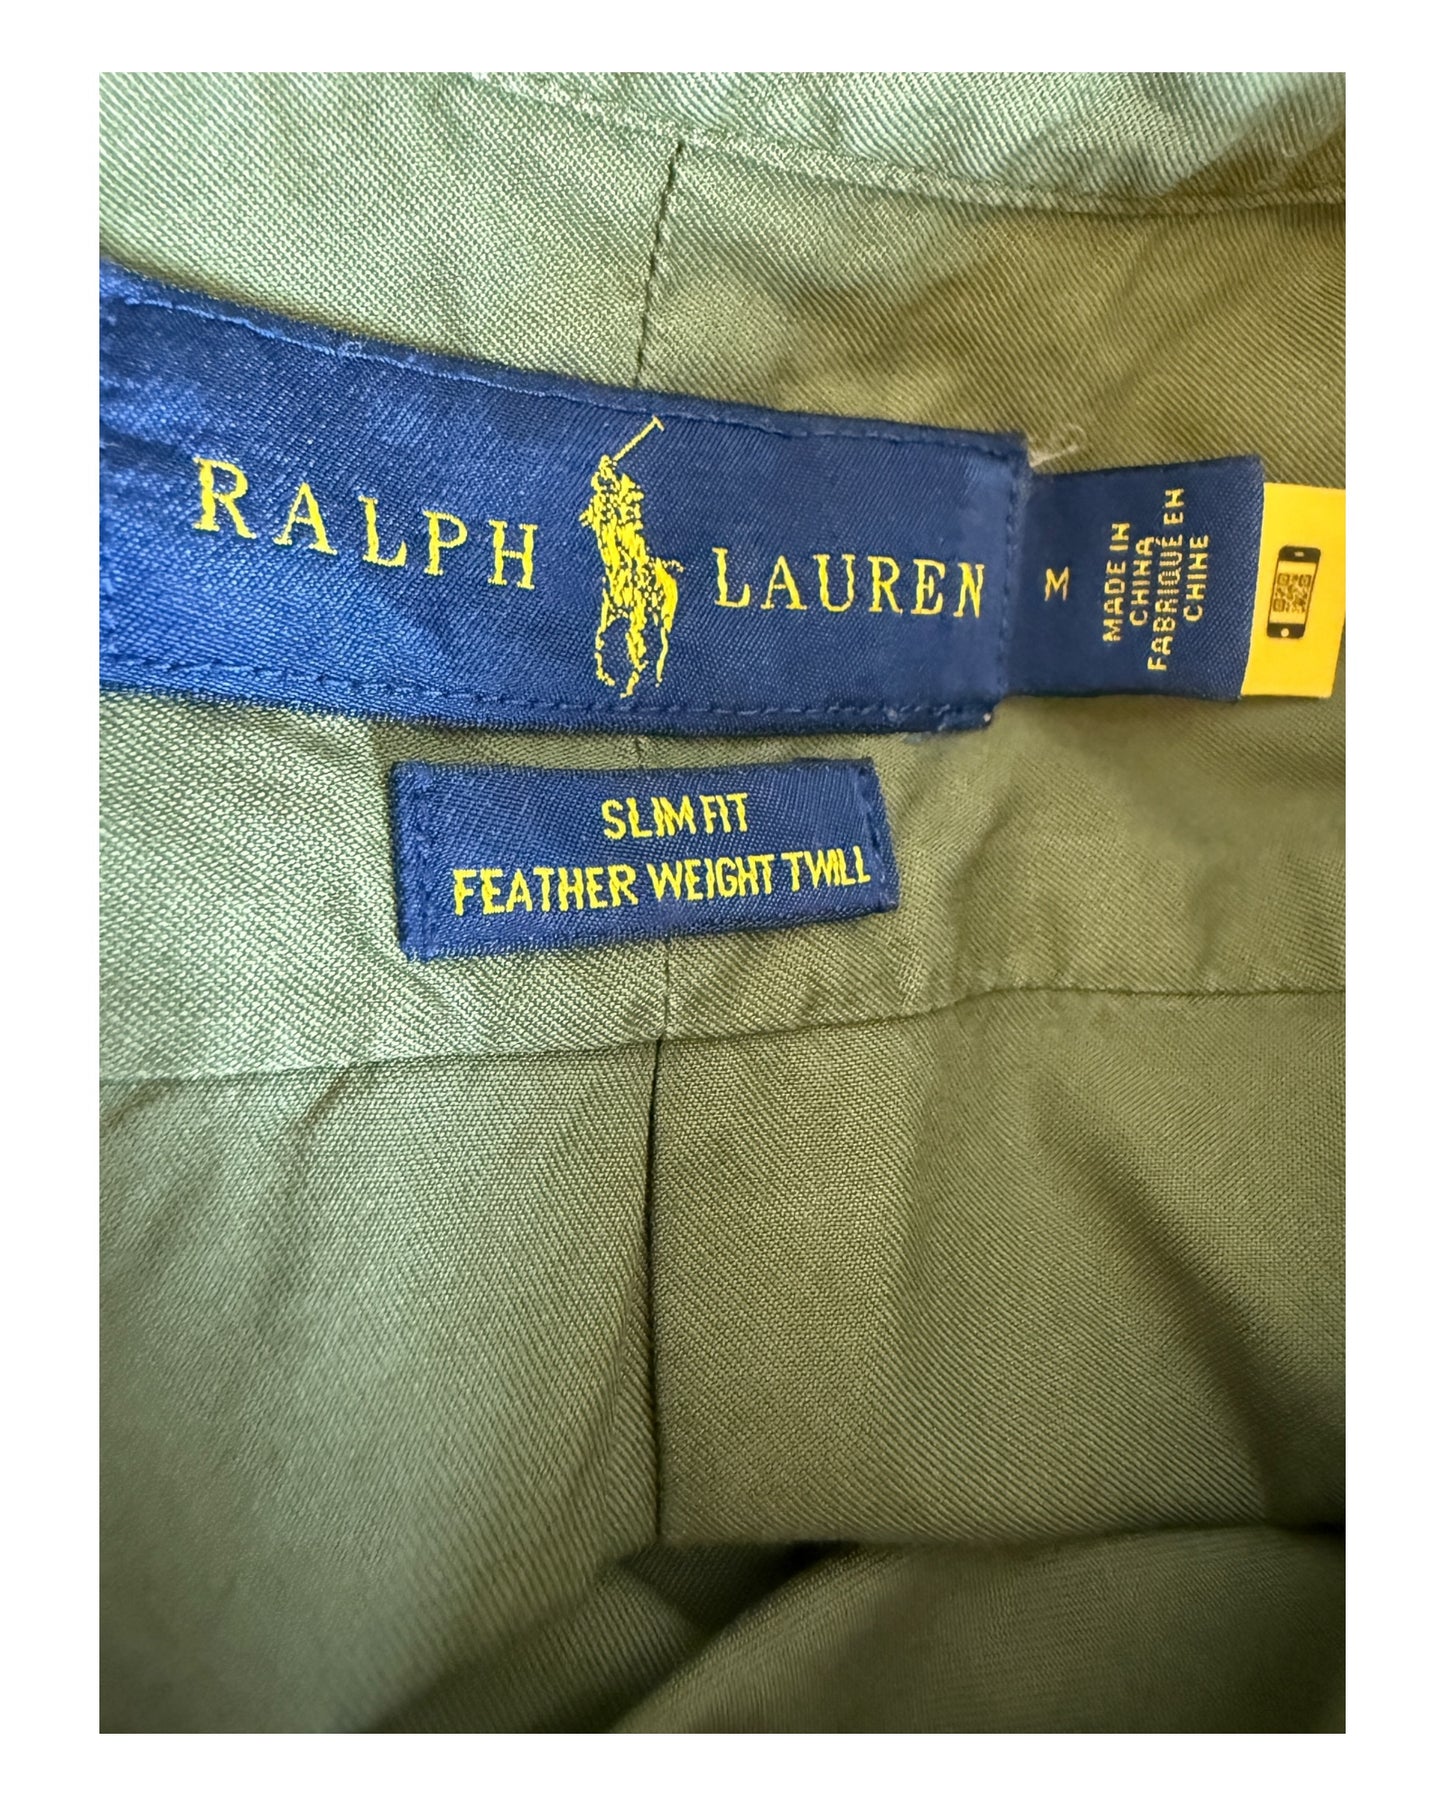 RALPH LAUREN
M
MADE IN
CHINA
FABRIQUÉ EN
CHINE
SLIM FIT
FEATHER WEIGHT TWILL